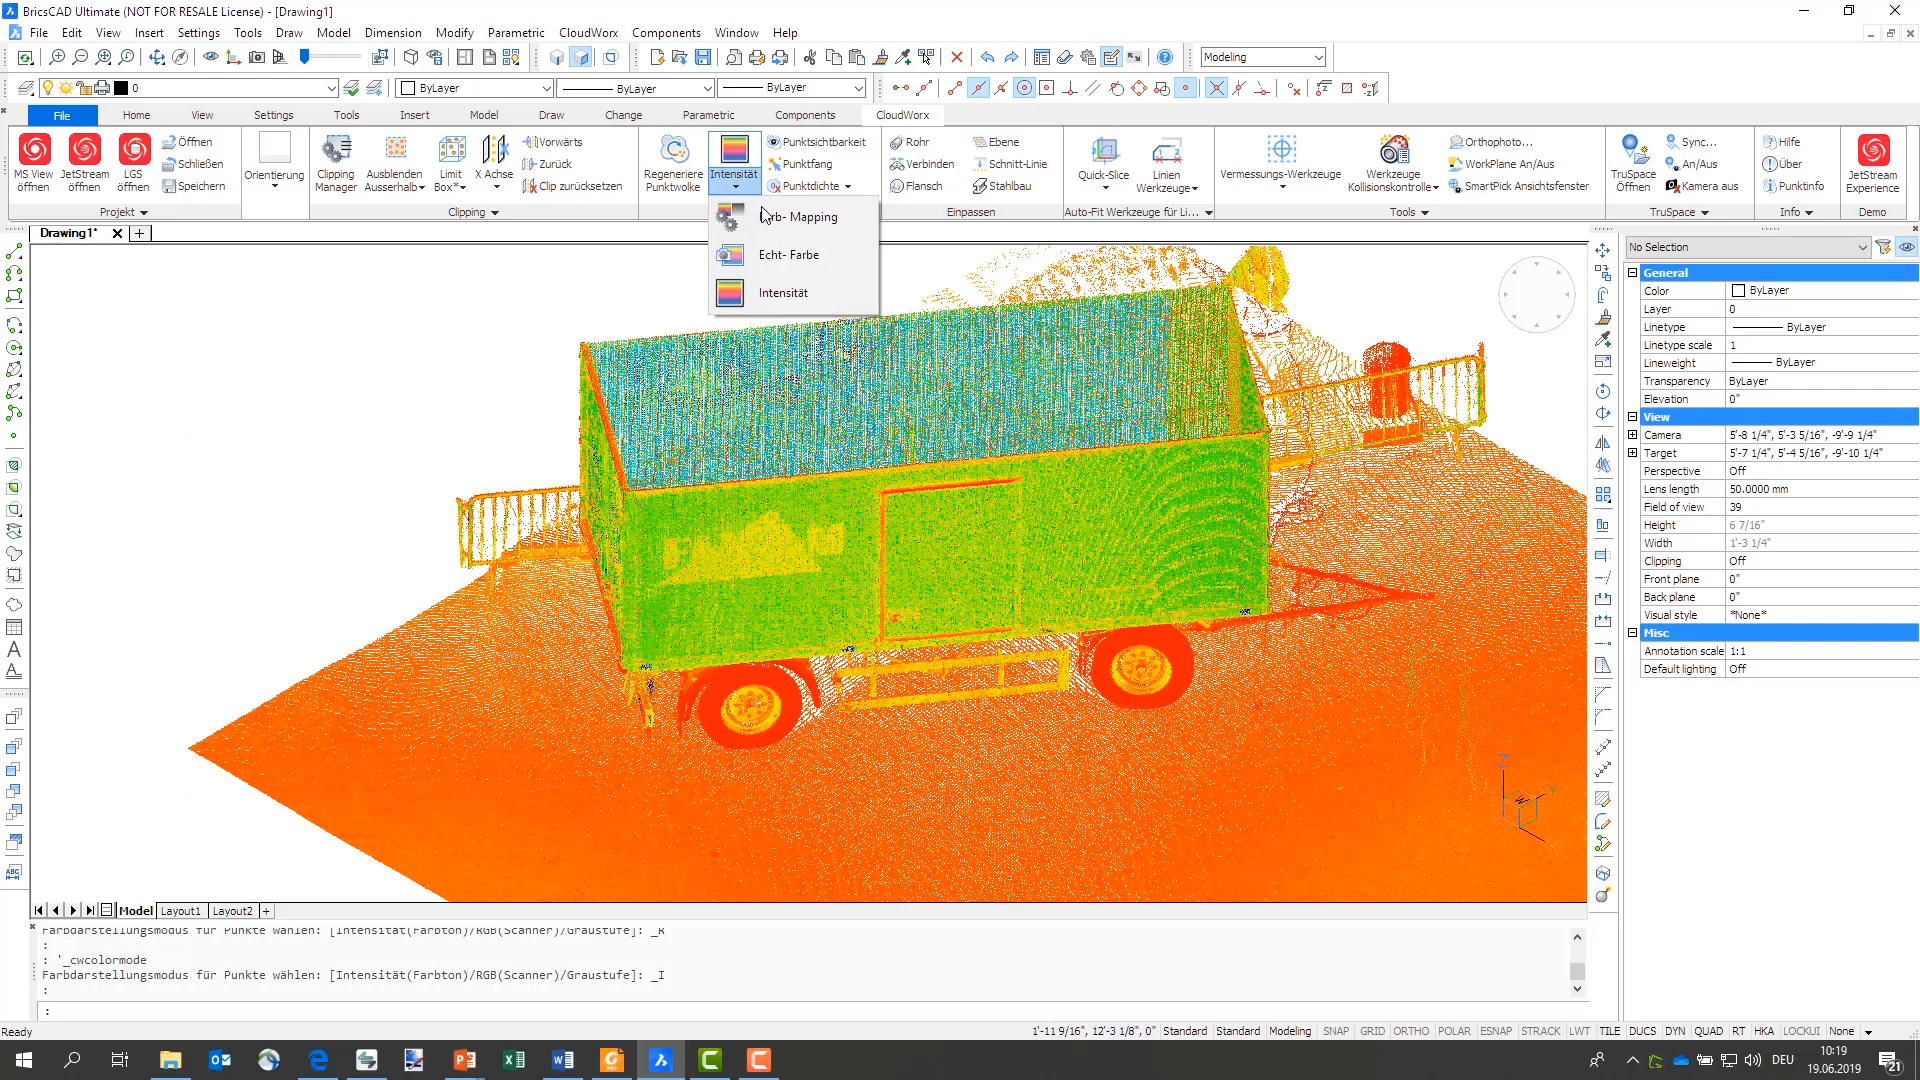 BricsCAD Ultimate (NOT FOR RESALE License) - [Drawing1]
File Edit View Insert Settings Tools Draw Model Dimension Modify Parametric CloudWorx Components Window Help
Modeling
0 ByLayer ByLayer ByLayer
File Home View Settings Tools Insert Model Draw Change Parametric Components CloudWorx
MS View öffnen
JetStream öffnen
LGS öffnen
Öffnen
Schließen
Speichern
Projekt
Orientierung
Clipping Manager
Ausblenden Ausserhalb
Limit Box*
X Achse
Vorwärts
Zurück
Clip zurücksetzen
Clipping
Regeneriere Punktwolke
Intensität
Punktsichtbarkeit
Punktfang
Punktdichte
Rohr
Verbinden
Flansch
Ebene
Schnitt-Linie
Stahlbau
Einpassen
Quick-Slice
Linien Werkzeuge
Auto-Fit Werkzeuge für Li...
Vermessungs-Werkzeuge
Werkzeuge Kollisionskontrolle
Orthophoto...
WorkPlane An/Aus
SmartPick Ansichtsfenster
Tools
TruSpace Öffnen
Sync...
An/Aus
Kamera aus
TruSpace
Hilfe
Über
Punktinfo
Info
JetStream Experience
Demo
- Mapping
Echt- Farbe
Intensität
Drawing1*
No Selection
General
Color ByLayer
Layer 0
Linetype ByLayer
Linetype scale 1
Lineweight ByLayer
Transparency ByLayer
Elevation 0"
View
Camera 5'-8 1/4", 5'-3 5/16", -9'-9 1/4"
Target 5'-7 1/4", 5'-4 5/16", -9'-10 1/4"
Perspective Off
Lens length 50.0000 mm
Field of view 39
Height 6 7/16"
Width 1'-3 1/4"
Clipping Off
Front plane 0"
Back plane 0"
Visual style *None*
Misc
Annotation scale 1:1
Default lighting Off
Z
Y
W
ABC
Model Layout1 Layout2
Farbdarstellungsmodus für Punkte wählen: [Intensität(Farbton)/RGB(Scanner)/Graustufe]: _R
:
: '_cwcolormode
Farbdarstellungsmodus für Punkte wählen: [Intensität(Farbton)/RGB(Scanner)/Graustufe]: _I
:
:
Ready
1'-11 9/16", 12'-3 1/8", 0" Standard Standard Modeling SNAP GRID ORTHO POLAR ESNAP STRACK LWT TILE DUCS DYN QUAD RT HKA LOCKUI None
DEU
10:19
19.06.2019
21